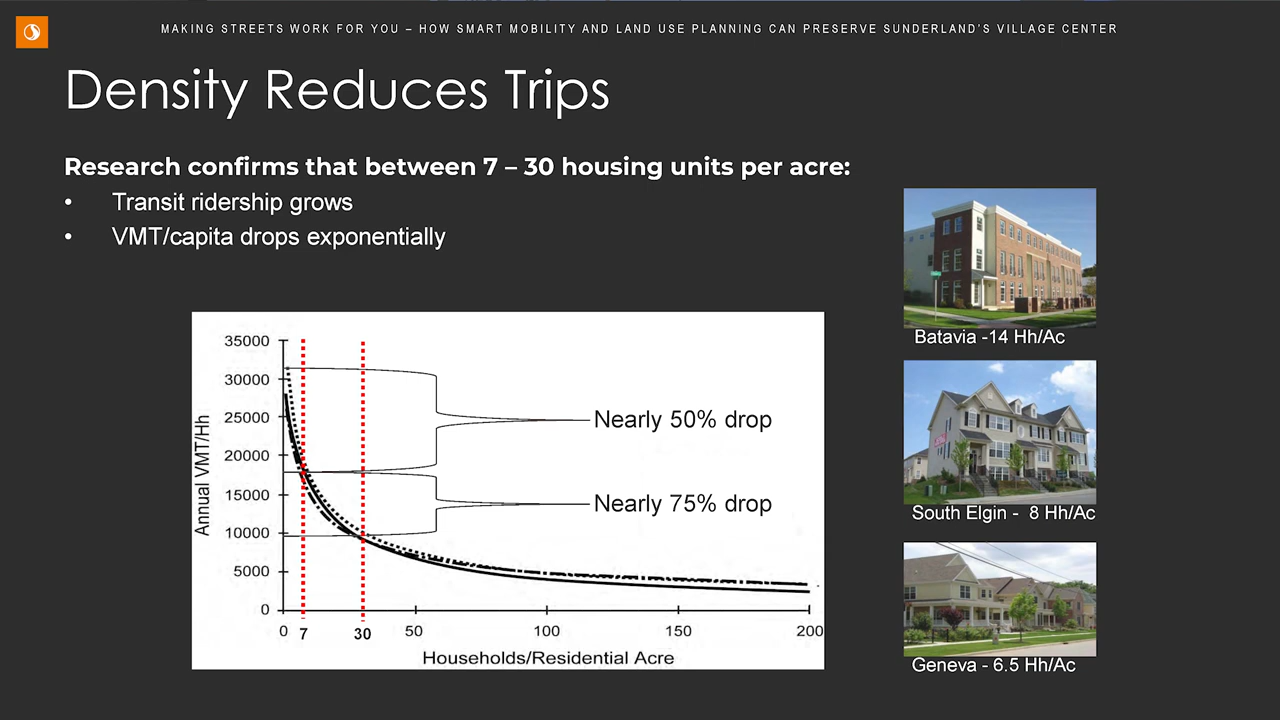 MAKING STREETS WORK FOR YOU – HOW SMART MOBILITY AND LAND USE PLANNING CAN PRESERVE SUNDERLAND'S VILLAGE CENTER
Density Reduces Trips
Research confirms that between 7 – 30 housing units per acre:
• Transit ridership grows
• VMT/capita drops exponentially
Annual VMT/Hh
35000
30000
25000
20000
15000
10000
5000
0
Nearly 50% drop
Nearly 75% drop
0 7 30 50 100 150 200
Households/Residential Acre
Batavia -14 Hh/Ac
South Elgin - 8 Hh/Ac
Geneva - 6.5 Hh/Ac